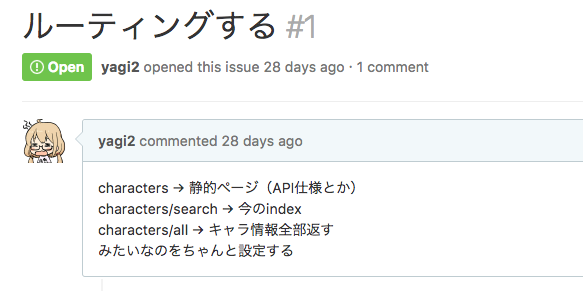 ルーティングする #1
Open yagi2 opened this issue 28 days ago · 1 comment
yagi2 commented 28 days ago
characters → 静的ページ（API仕様とか）
characters/search → 今のindex
characters/all → キャラ情報全部返す
みたいなのをちゃんと設定する